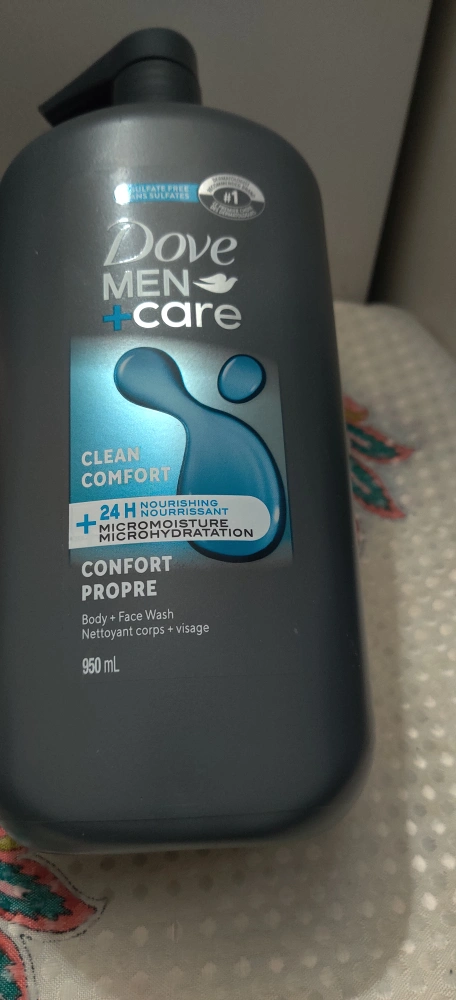 SULFATE FREE
SANS SULFATES
#1
Dove
MEN
+care
CLEAN
COMFORT
+ 24H NOURISHING
NOURRISSANT
MICROMOISTURE
MICROHYDRATATION
CONFORT
PROPRE
Body + Face Wash
Nettoyant corps + visage
950 mL